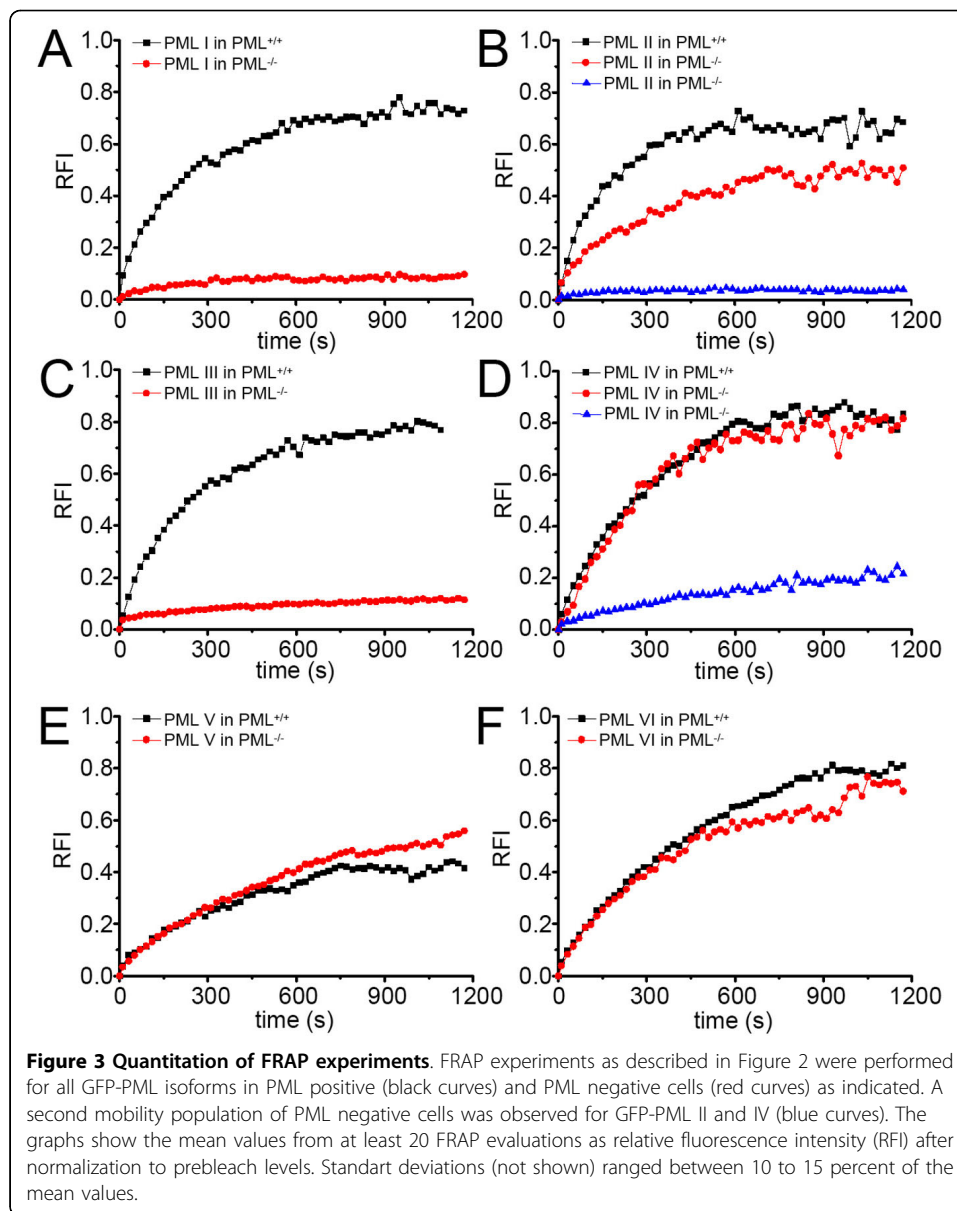 A
PML I in PML+/+
PML I in PML-/-
1.0
0.8
0.6
0.4
0.2
0.0
RFI
0 300 600 900 1200
time (s)
B
PML II in PML+/+
PML II in PML-/-
PML II in PML-/-
1.0
0.8
0.6
0.4
0.2
0.0
RFI
0 300 600 900 1200
time (s)
C
PML III in PML+/+
PML III in PML-/-
1.0
0.8
0.6
0.4
0.2
0.0
RFI
0 300 600 900 1200
time (s)
D
PML IV in PML+/+
PML IV in PML-/-
PML IV in PML-/-
1.0
0.8
0.6
0.4
0.2
0.0
RFI
0 300 600 900 1200
time (s)
E
PML V in PML+/+
PML V in PML-/-
1.0
0.8
0.6
0.4
0.2
0.0
RFI
0 300 600 900 1200
time (s)
F
PML VI in PML+/+
PML VI in PML-/-
1.0
0.8
0.6
0.4
0.2
0.0
RFI
0 300 600 900 1200
time (s)
Figure 3 Quantitation of FRAP experiments. FRAP experiments as described in Figure 2 were performed
for all GFP-PML isoforms in PML positive (black curves) and PML negative cells (red curves) as indicated. A
second mobility population of PML negative cells was observed for GFP-PML II and IV (blue curves). The
graphs show the mean values from at least 20 FRAP evaluations as relative fluorescence intensity (RFI) after
normalization to prebleach levels. Standart deviations (not shown) ranged between 10 to 15 percent of the
mean values.